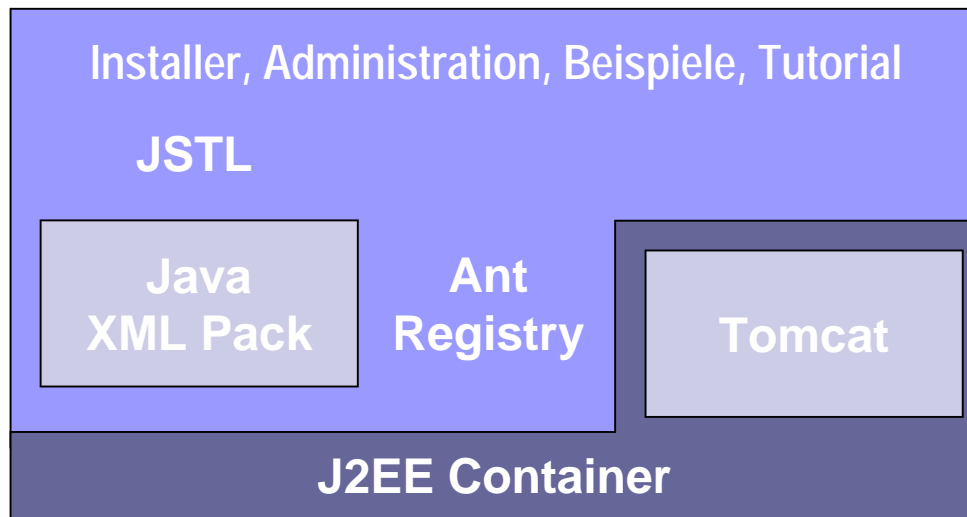 Installer, Administration, Beispiele, Tutorial
JSTL
Java
XML Pack
Ant
Registry
Tomcat
J2EE Container